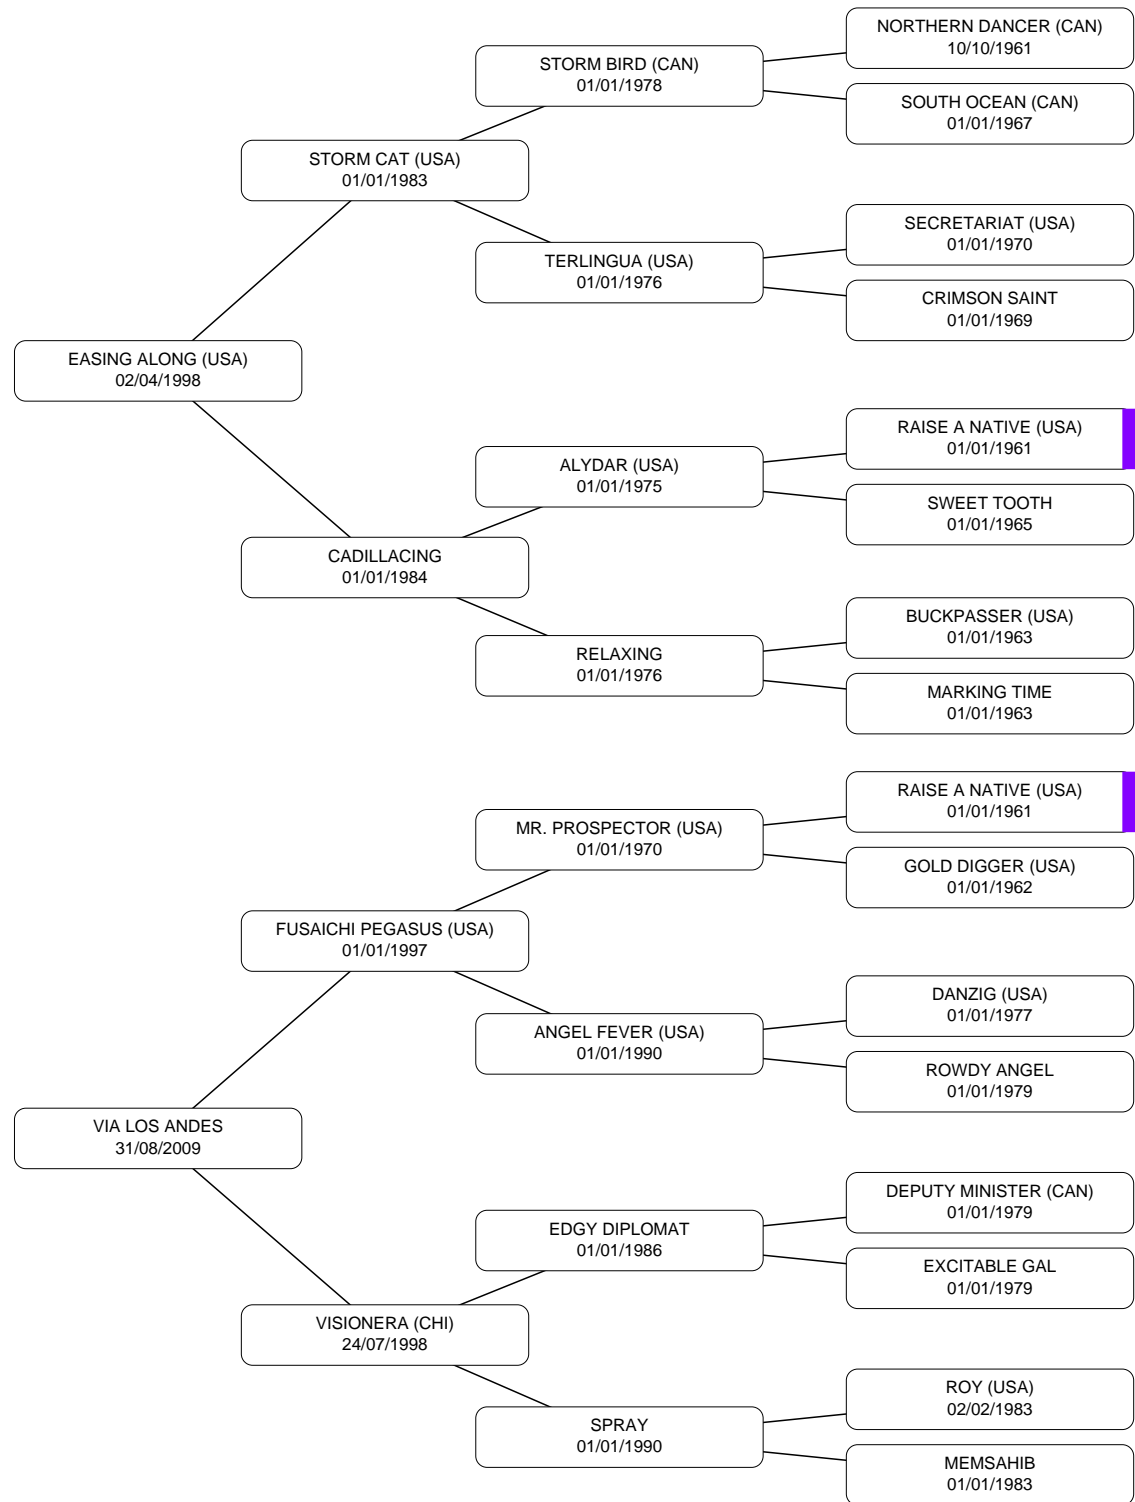 NORTHERN DANCER (CAN)
10/10/1961
STORM BIRD (CAN)
01/01/1978
SOUTH OCEAN (CAN)
01/01/1967
STORM CAT (USA)
01/01/1983
SECRETARIAT (USA)
01/01/1970
TERLINGUA (USA)
01/01/1976
CRIMSON SAINT
01/01/1969
EASING ALONG (USA)
02/04/1998
RAISE A NATIVE (USA)
01/01/1961
ALYDAR (USA)
01/01/1975
SWEET TOOTH
01/01/1965
CADILLACING
01/01/1984
BUCKPASSER (USA)
01/01/1963
RELAXING
01/01/1976
MARKING TIME
01/01/1963
RAISE A NATIVE (USA)
01/01/1961
MR. PROSPECTOR (USA)
01/01/1970
GOLD DIGGER (USA)
01/01/1962
FUSAICHI PEGASUS (USA)
01/01/1997
DANZIG (USA)
01/01/1977
ANGEL FEVER (USA)
01/01/1990
ROWDY ANGEL
01/01/1979
VIA LOS ANDES
31/08/2009
DEPUTY MINISTER (CAN)
01/01/1979
EDGY DIPLOMAT
01/01/1986
EXCITABLE GAL
01/01/1979
VISIONERA (CHI)
24/07/1998
ROY (USA)
02/02/1983
SPRAY
01/01/1990
MEMSAHIB
01/01/1983